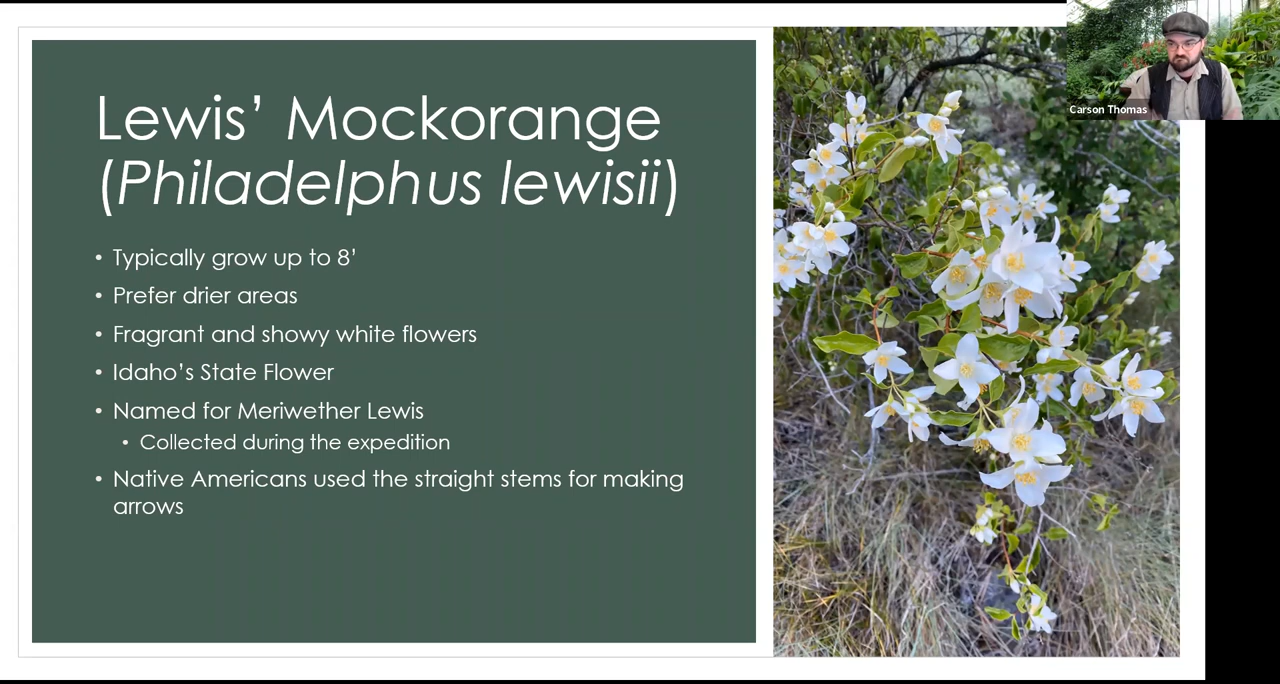 Lewis’ Mockorange
(Philadelphus lewisii)
• Typically grow up to 8’
• Prefer drier areas
• Fragrant and showy white flowers
• Idaho’s State Flower
• Named for Meriwether Lewis
• Collected during the expedition
• Native Americans used the straight stems for making
arrows
Carson Thomas